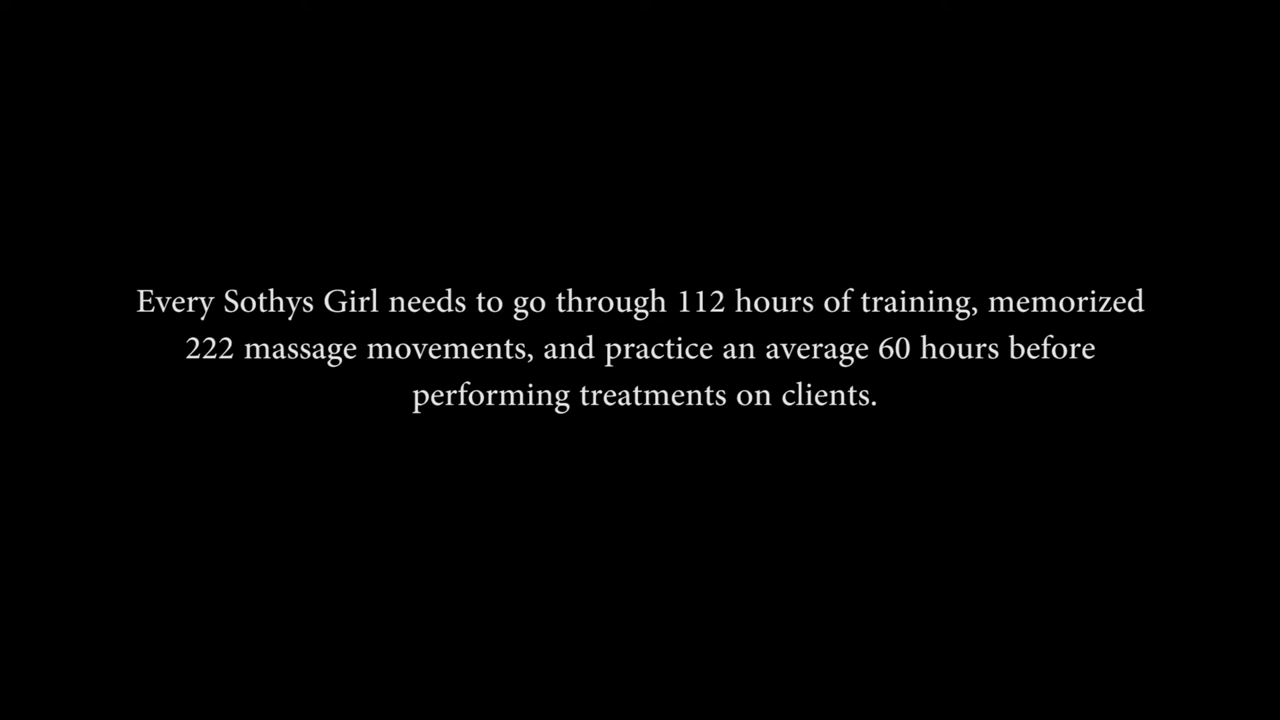 Every Sothys Girl needs to go through 112 hours of training, memorized
222 massage movements, and practice an average 60 hours before
performing treatments on clients.